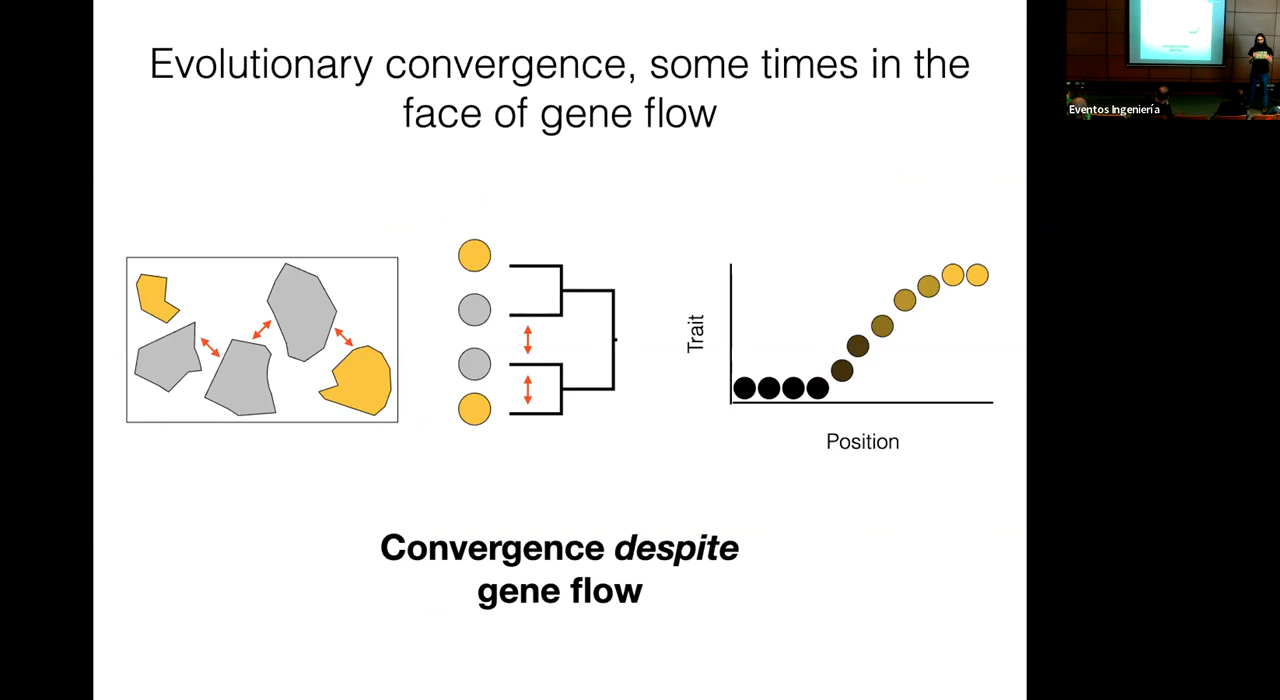 Evolutionary convergence, some times in the
face of gene flow
Trait
Position
Convergence despite
gene flow
Eventos Ingeniería